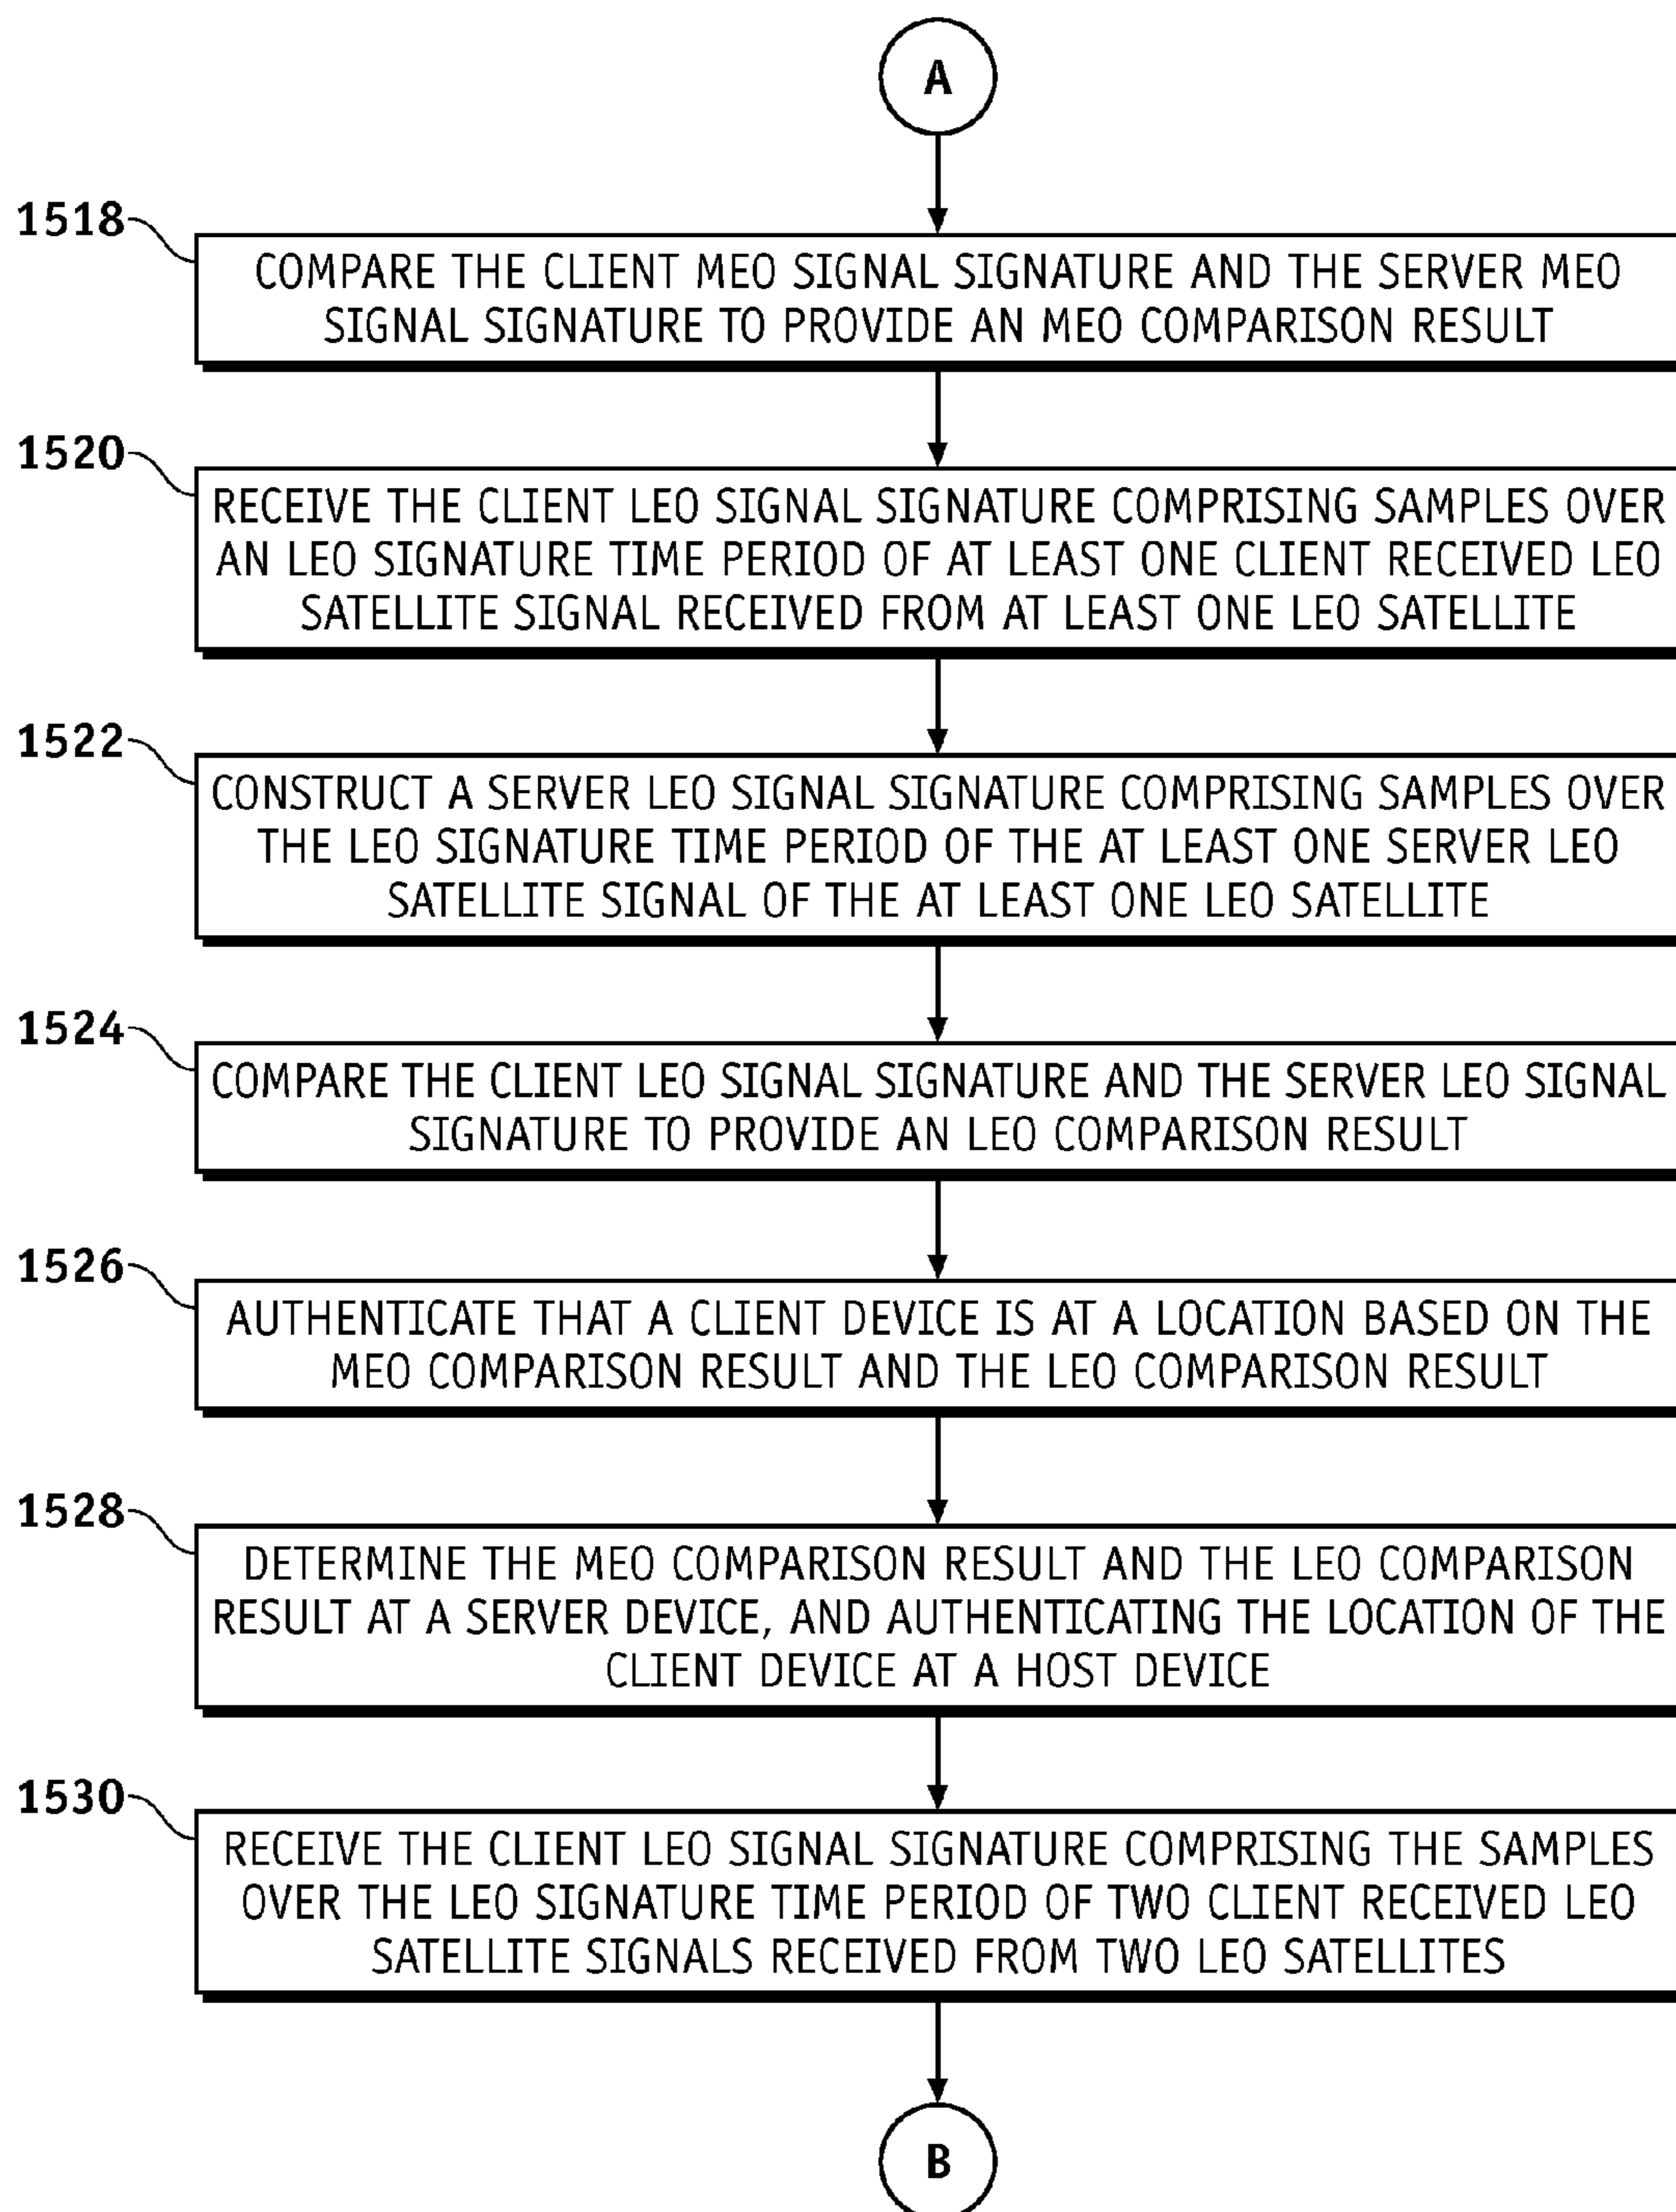 A
1518
COMPARE THE CLIENT MEO SIGNAL SIGNATURE AND THE SERVER MEO
SIGNAL SIGNATURE TO PROVIDE AN MEO COMPARISON RESULT
1520
RECEIVE THE CLIENT LEO SIGNAL SIGNATURE COMPRISING SAMPLES OVER
AN LEO SIGNATURE TIME PERIOD OF AT LEAST ONE CLIENT RECEIVED LEO
SATELLITE SIGNAL RECEIVED FROM AT LEAST ONE LEO SATELLITE
1522
CONSTRUCT A SERVER LEO SIGNAL SIGNATURE COMPRISING SAMPLES OVER
THE LEO SIGNATURE TIME PERIOD OF THE AT LEAST ONE SERVER LEO
SATELLITE SIGNAL OF THE AT LEAST ONE LEO SATELLITE
1524
COMPARE THE CLIENT LEO SIGNAL SIGNATURE AND THE SERVER LEO SIGNAL
SIGNATURE TO PROVIDE AN LEO COMPARISON RESULT
1526
AUTHENTICATE THAT A CLIENT DEVICE IS AT A LOCATION BASED ON THE
MEO COMPARISON RESULT AND THE LEO COMPARISON RESULT
1528
DETERMINE THE MEO COMPARISON RESULT AND THE LEO COMPARISON
RESULT AT A SERVER DEVICE, AND AUTHENTICATING THE LOCATION OF THE
CLIENT DEVICE AT A HOST DEVICE
1530
RECEIVE THE CLIENT LEO SIGNAL SIGNATURE COMPRISING THE SAMPLES
OVER THE LEO SIGNATURE TIME PERIOD OF TWO CLIENT RECEIVED LEO
SATELLITE SIGNALS RECEIVED FROM TWO LEO SATELLITES
B